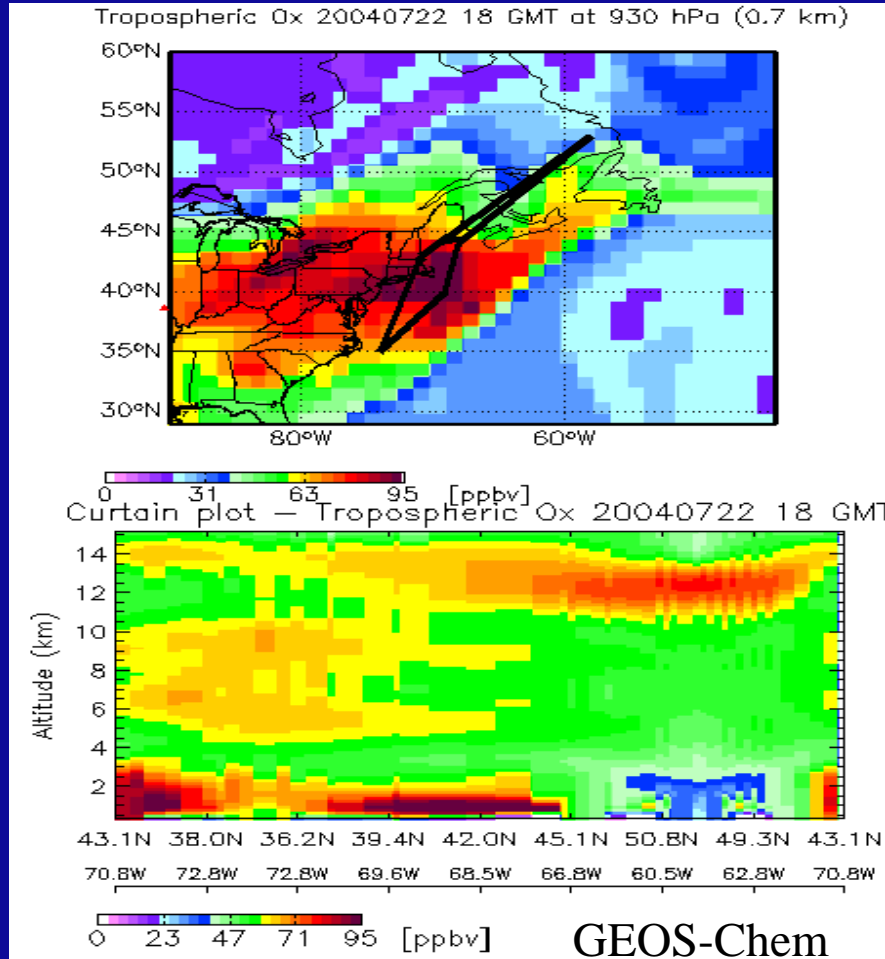 Tropospheric Ox 20040722 18 GMT at 930 hPa (0.7 km)
60°N
55°N
50°N
45°N
40°N
35°N
30°N
80°W 60°W
0 31 63 95 [ppbv]
Curtain plot — Tropospheric Ox 20040722 18 GMT
14
12
10
8
6
4
2
Altitude (km)
43.1N 38.0N 36.2N 39.4N 42.0N 45.1N 50.8N 49.3N 43.1N
70.8W 72.8W 72.8W 69.6W 68.5W 66.8W 60.5W 62.8W 70.8W
0 23 47 71 95 [ppbv]
GEOS-Chem